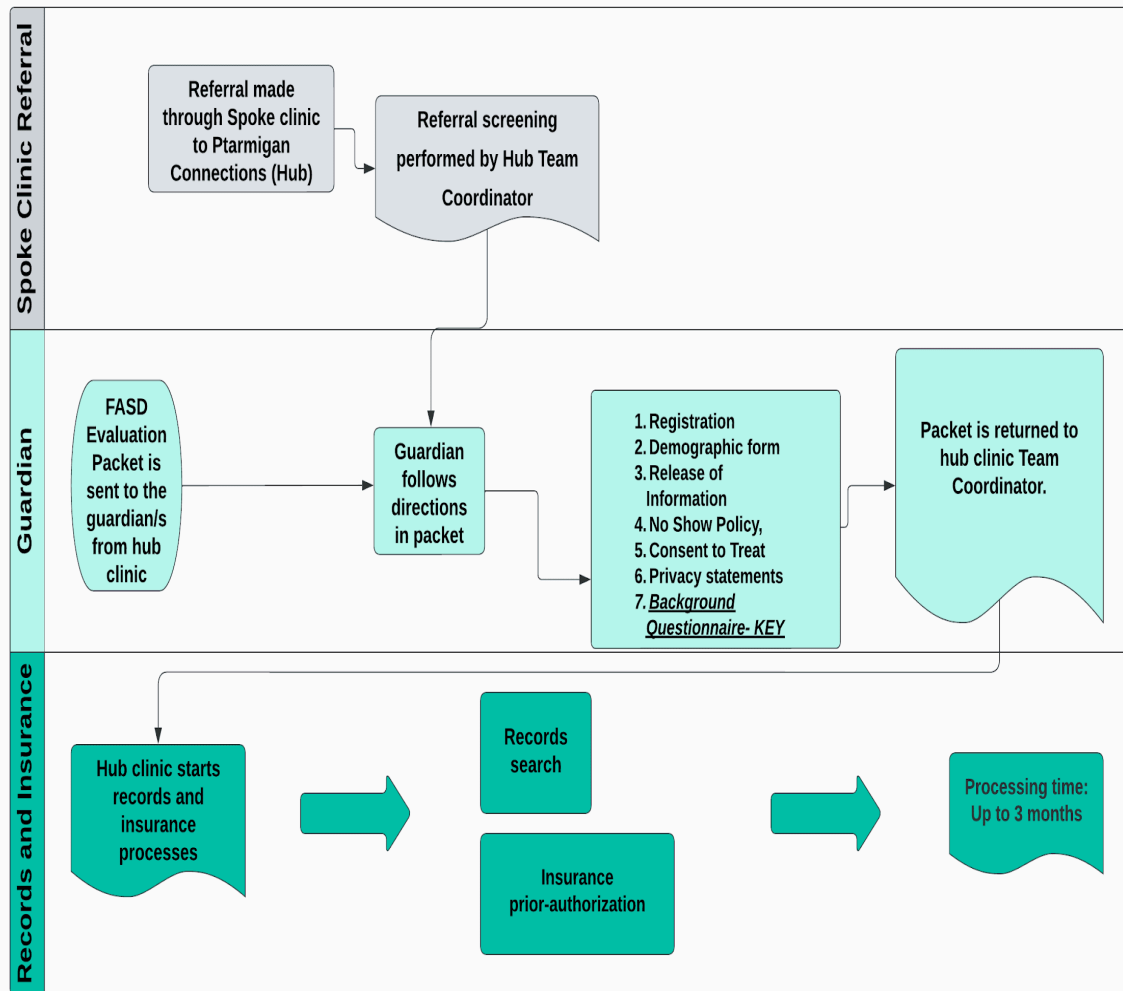 Spoke Clinic Referral
Referral made
through Spoke clinic
to Ptarmigan
Connections (Hub)
Referral screening
performed by Hub Team
Coordinator
Guardian
FASD
Evaluation
Packet is
sent to the
guardian/s
from hub
clinic
Guardian
follows
directions
in packet
1. Registration
2. Demographic form
3. Release of
Information
4. No Show Policy,
5. Consent to Treat
6. Privacy statements
7. Background
Questionnaire- KEY
Packet is returned to
hub clinic Team
Coordinator.
Records and Insurance
Hub clinic starts
records and
insurance
processes
Records
search
Insurance
prior-authorization
Processing time:
Up to 3 months